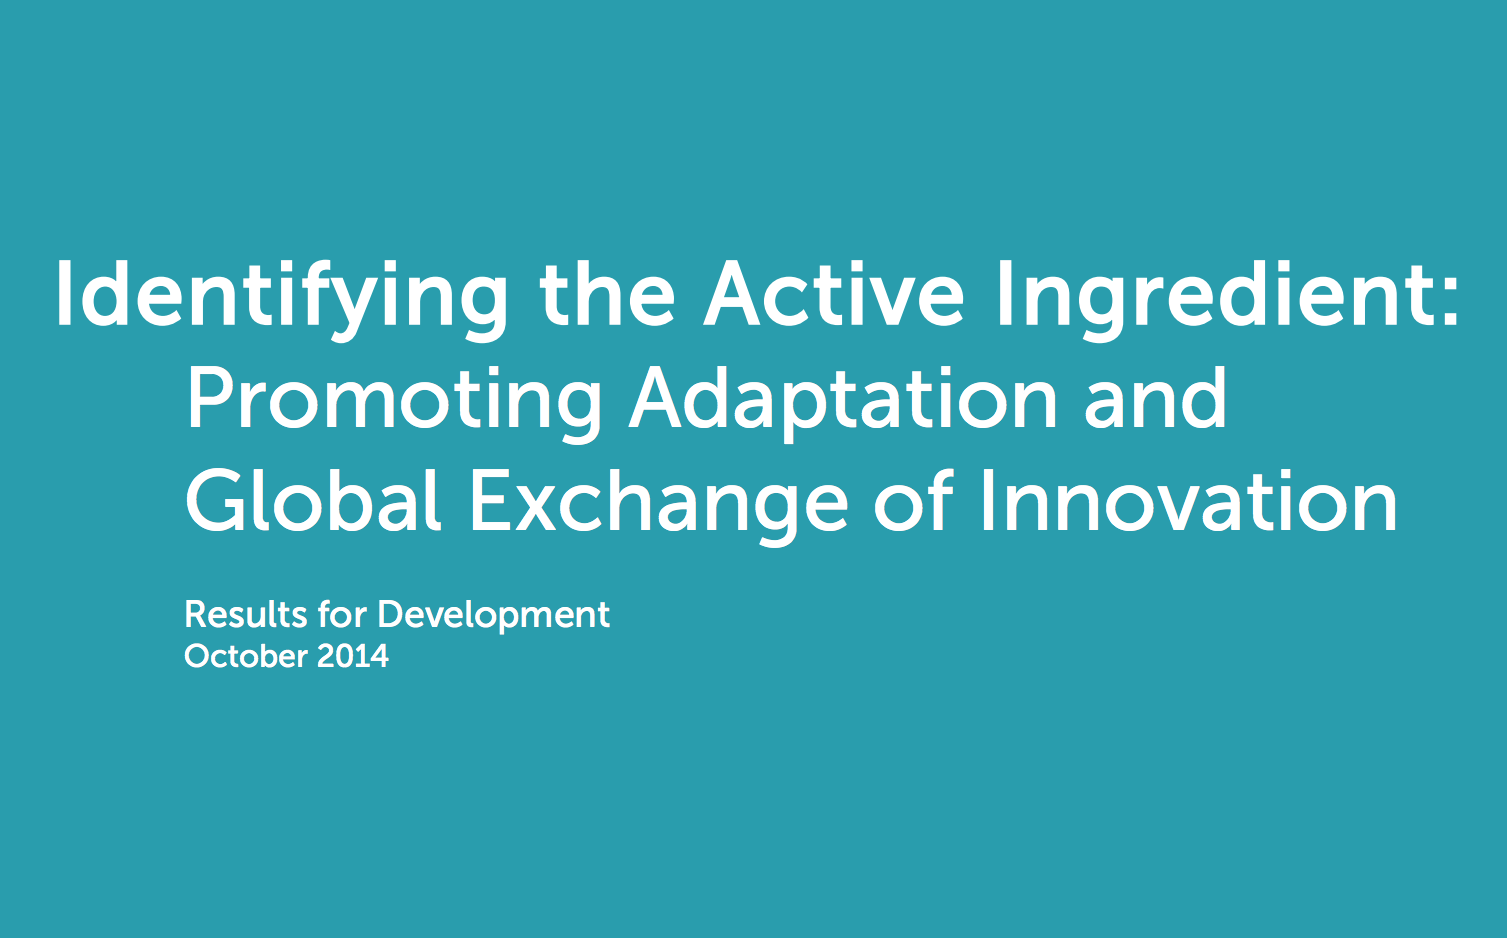 Identifying the Active Ingredient:
Promoting Adaptation and
Global Exchange of Innovation
Results for Development
October 2014